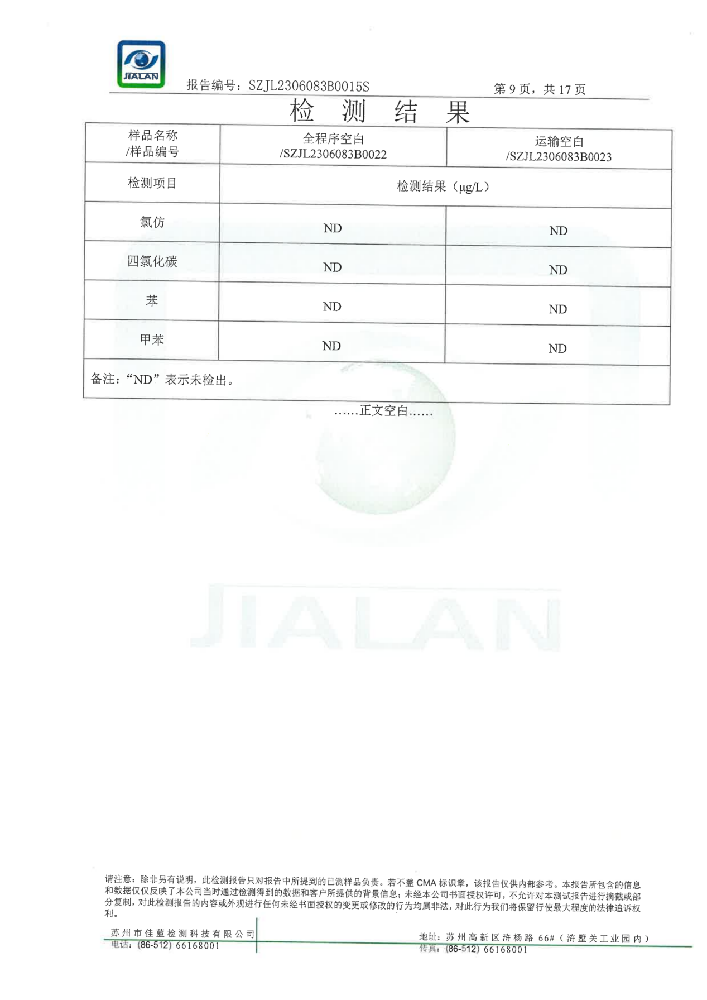 JIALAN
报告编号：SZJL2306083B0015S
第 9 页，共 17 页
检 测 结 果
样品名称
/样品编号
全程序空白
/SZJL2306083B0022
运输空白
/SZJL2306083B0023
检测项目
检测结果（μg/L）
氯仿
ND
ND
四氯化碳
ND
ND
苯
ND
ND
甲苯
ND
ND
备注：“ND”表示未检出。
……正文空白……
JIALAN
请注意：除非另有说明，此检测报告只对报告中所提到的已测样品负责。若不盖 CMA 标识章，该报告仅供内部参考。本报告所包含的信息
和数据仅仅反映了本公司当时通过检测得到的数据和客户所提供的背景信息；未经本公司书面授权许可，不允许对本测试报告进行摘截或部
分复制，对此检测报告的内容或外观进行任何未经书面授权的变更或修改的行为均属非法，对此行为我们将保留行使最大程度的法律追诉权
利。
苏州市佳蓝检测科技有限公司
电话：(86-512) 66168001
地址：苏州高新区浒杨路 66#（浒墅关工业园内）
传真：(86-512) 66168001